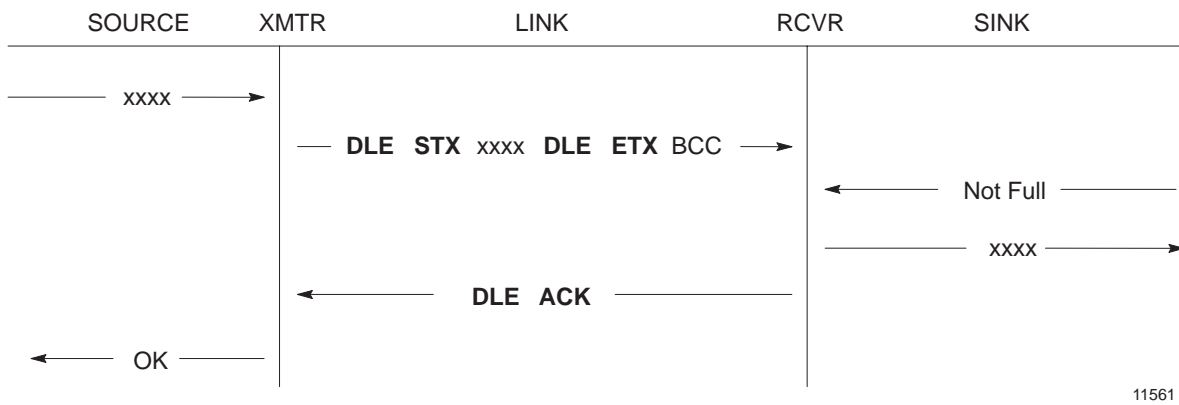 SOURCE XMTR LINK RCVR SINK
xxxx
DLE STX xxxx DLE ETX BCC
Not Full
xxxx
DLE ACK
OK
11561